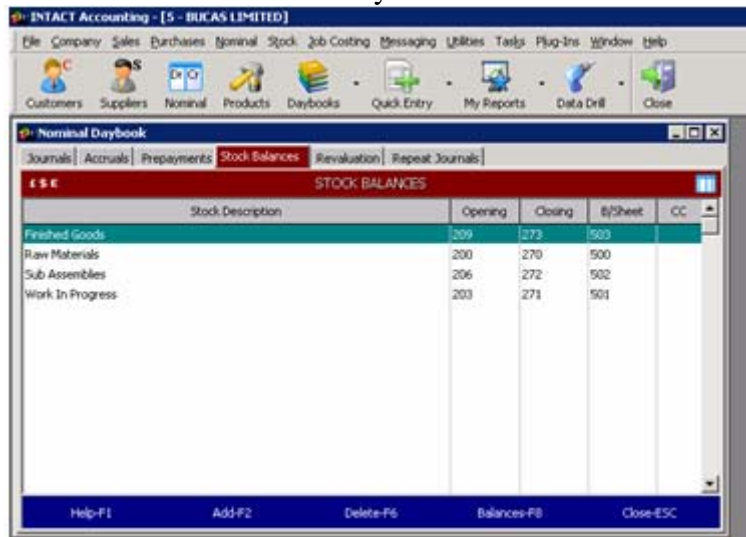 INTACT Accounting - [5 - BUCAS LIMITED]
File Company Sales Purchases Nominal Stock Job Costing Messaging Utilities Tasks Plug-Ins Window Help
C S Dr Cr
Customers Suppliers Nominal Products Daybooks Quick Entry My Reports Data Drill Close
Nominal Daybook
Journals Accruals Prepayments Stock Balances Revaluation Repeat Journals
£ $ € STOCK BALANCES
Stock Description Opening Closing B/Sheet CC
Finished Goods 209 273 503
Raw Materials 200 270 500
Sub Assemblies 206 272 502
Work In Progress 203 271 501
Help-F1 Add-F2 Delete-F6 Balances-F8 Close-ESC